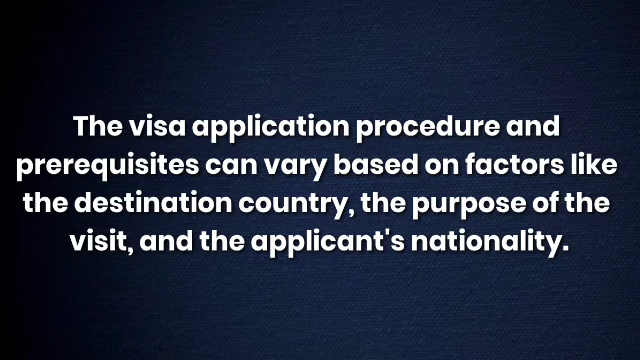 The visa application procedure and
prerequisites can vary based on factors like
the destination country, the purpose of the
visit, and the applicant's nationality.